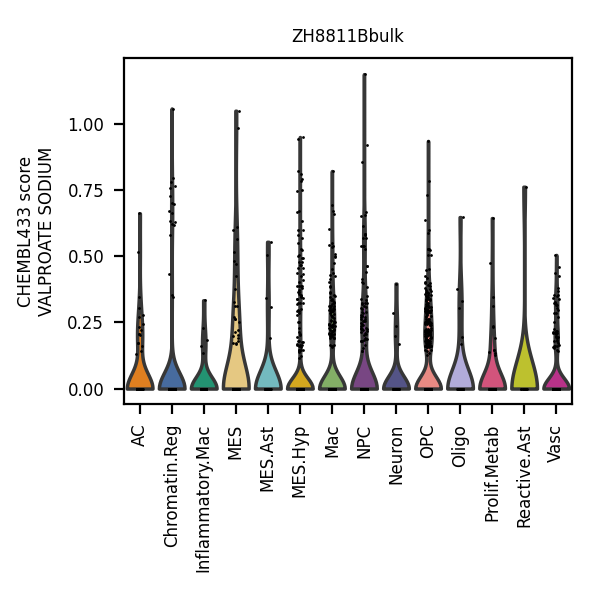 ZH8811Bbulk
CHEMBL433 score
VALPROATE SODIUM
1.00
0.75
0.50
0.25
0.00
AC
Chromatin.Reg
Inflammatory.Mac
MES
MES.Ast
MES.Hyp
Mac
NPC
Neuron
OPC
Oligo
Prolif.Metab
Reactive.Ast
Vasc